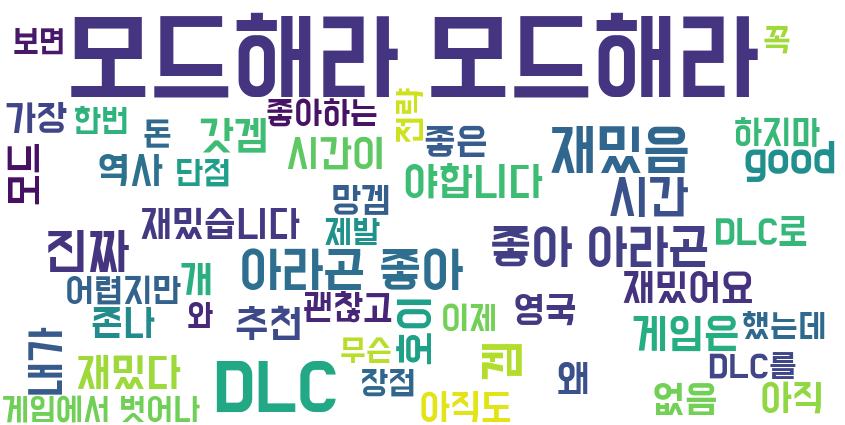 보면
모드해라 모드해라
꼭
가장
한번
돈
갓겜
좋아하는
전략
좋은
재밌음
하지마
good
모드
역사
단점
시간이
야합니다
시간
망겜
재밌습니다
제발
DLC로
진짜
아라곤 좋아
좋아 아라곤
어렵지만
개
재밌어요
존나
와
추천
괜찮고
호이
이제
영국
게임은
했는데
내가
재밌다
DLC
무슨
장점
겜
왜
DLC를
게임에서 벗어나
아직도
없음
아직